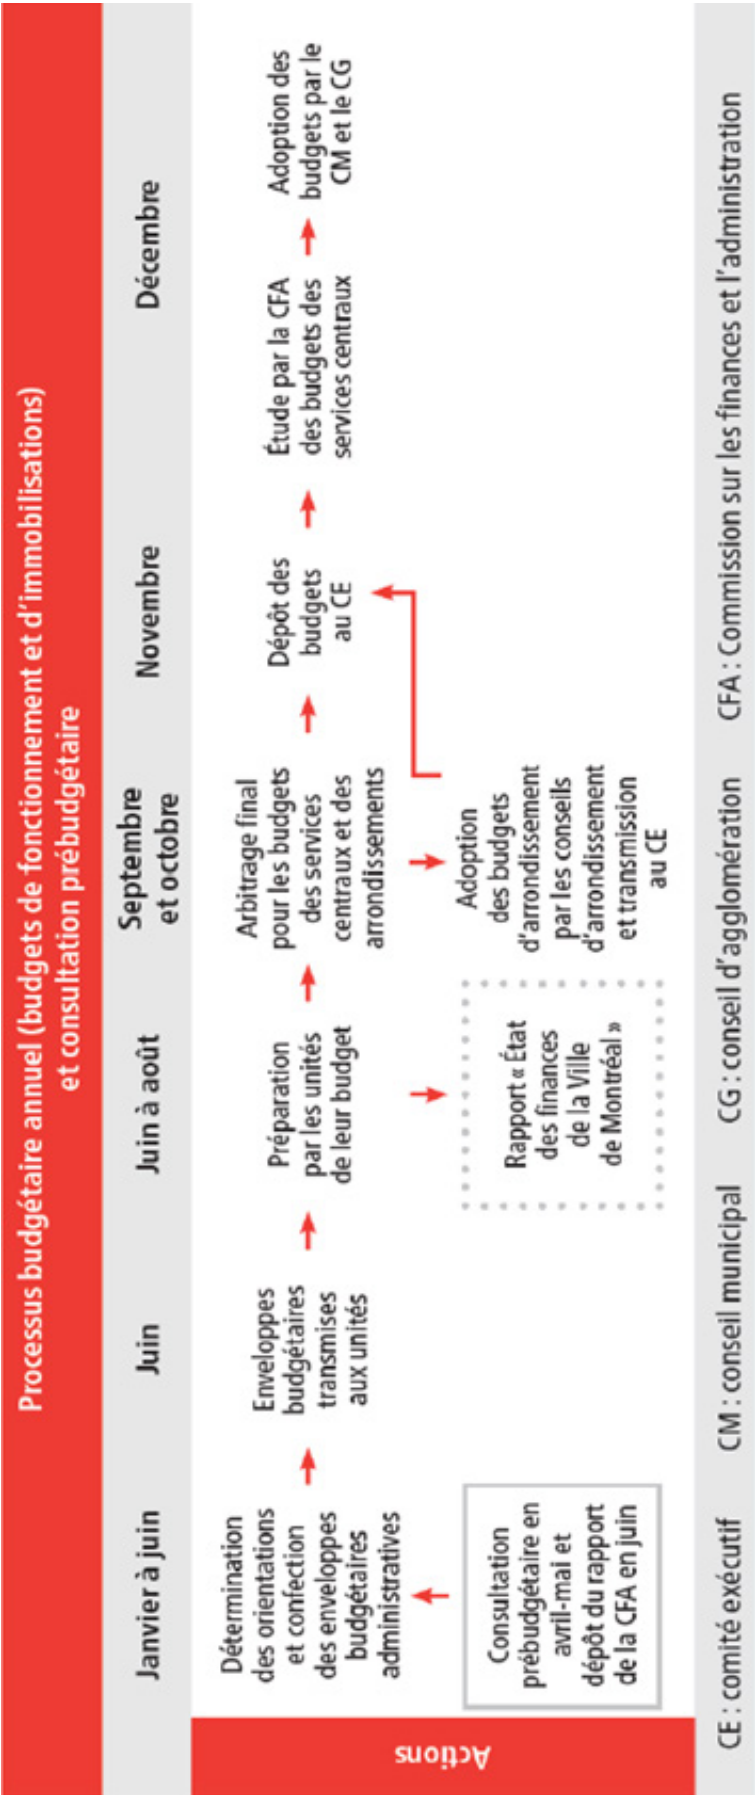 Processus budgétaire annuel (budgets de fonctionnement et d'immobilisations)
et consultation prébudgétaire
Janvier à juin
Juin
Juin à août
Septembre
et octobre
Novembre
Décembre
Actions
Détermination
des orientations
et confection
des enveloppes
budgétaires
administratives
Enveloppes
budgétaires
transmises
aux unités
Préparation
par les unités
de leur budget
Arbitrage final
pour les budgets
des services
centraux et des
arrondissements
Dépôt des
budgets
au CE
Étude par la CFA
des budgets des
services centraux
Adoption des
budgets par le
CM et le CG
Consultation
prébudgétaire en
avril-mai et
dépôt du rapport
de la CFA en juin
Rapport « État
des finances
de la Ville
de Montréal »
Adoption
des budgets
d'arrondissement
par les conseils
d'arrondissement
et transmission
au CE
CE : comité exécutif
CM : conseil municipal
CG : conseil d'agglomération
CFA : Commission sur les finances et l'administration